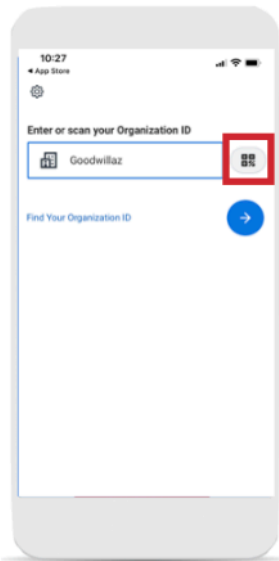 10:27
◀ App Store
Enter or scan your Organization ID
Goodwillaz
Find Your Organization ID